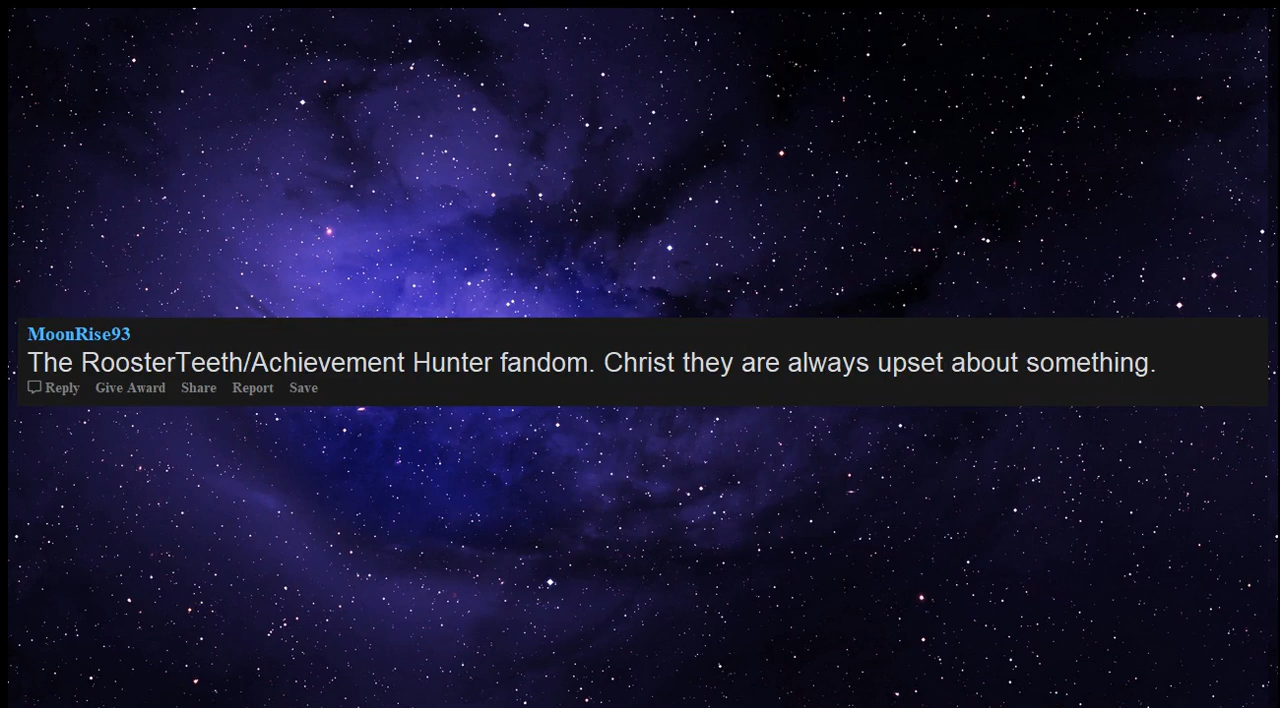 MoonRise93
The RoosterTeeth/Achievement Hunter fandom. Christ they are always upset about something.
Reply Give Award Share Report Save